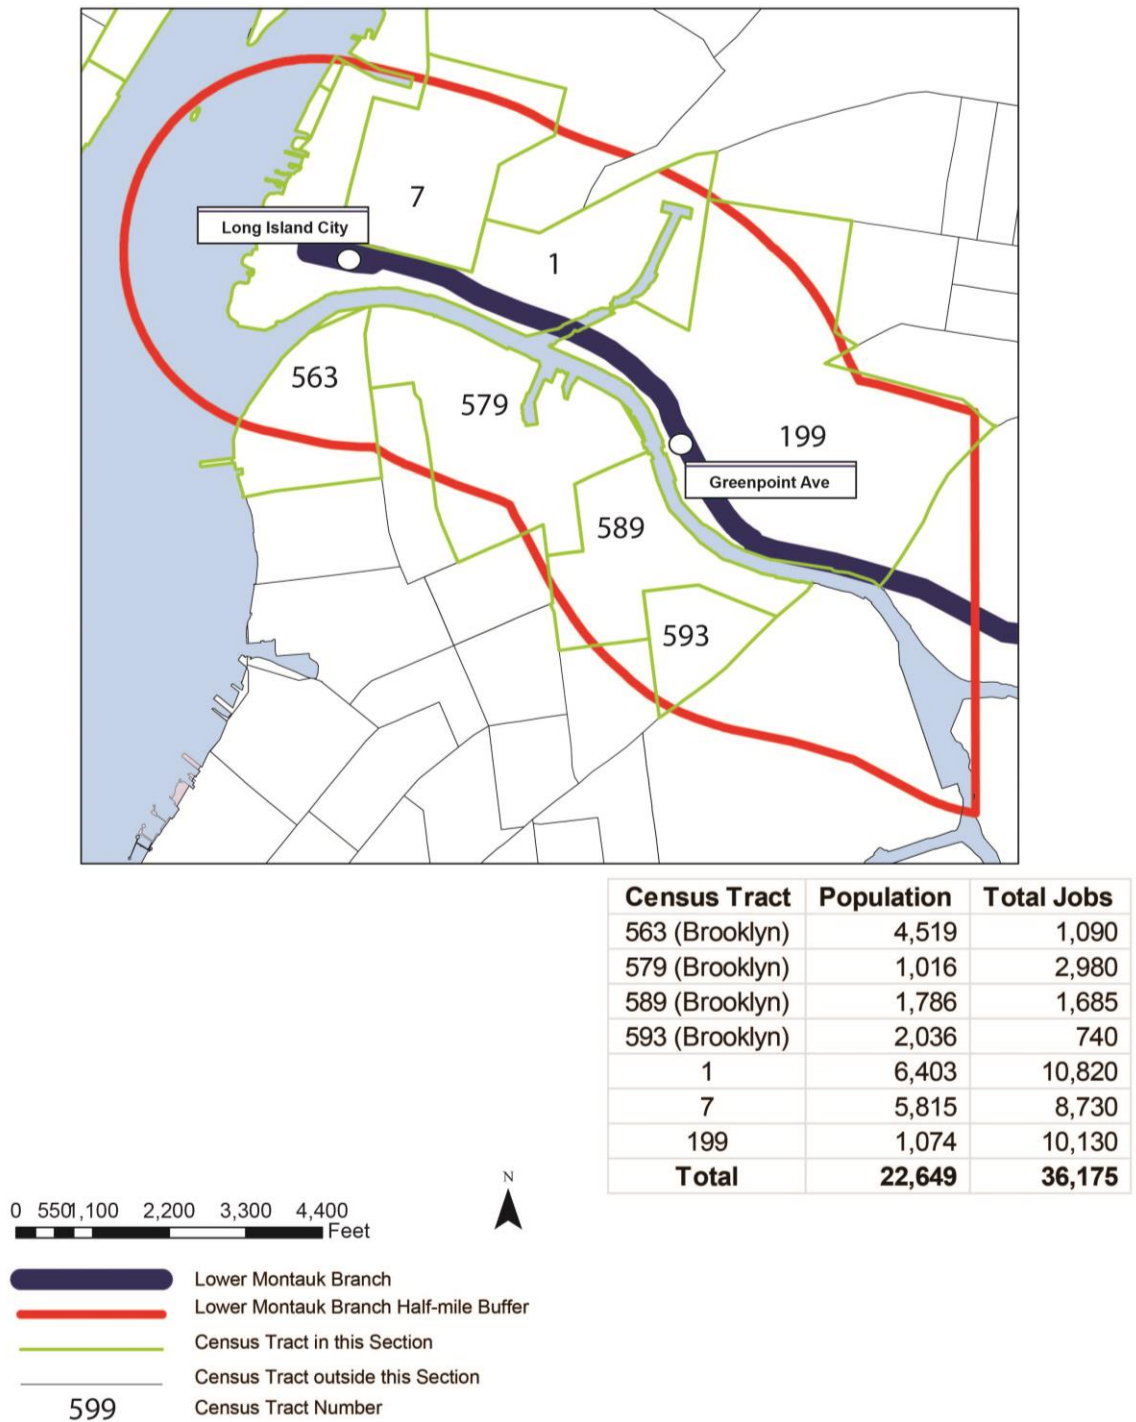 7
Long Island City
1
563
579
199
Greenpoint Ave
589
593
Census Tract Population Total Jobs
563 (Brooklyn) 4,519 1,090
579 (Brooklyn) 1,016 2,980
589 (Brooklyn) 1,786 1,685
593 (Brooklyn) 2,036 740
1 6,403 10,820
7 5,815 8,730
199 1,074 10,130
Total 22,649 36,175
N
0 550 1,100 2,200 3,300 4,400
Feet
Lower Montauk Branch
Lower Montauk Branch Half-mile Buffer
Census Tract in this Section
Census Tract outside this Section
599 Census Tract Number